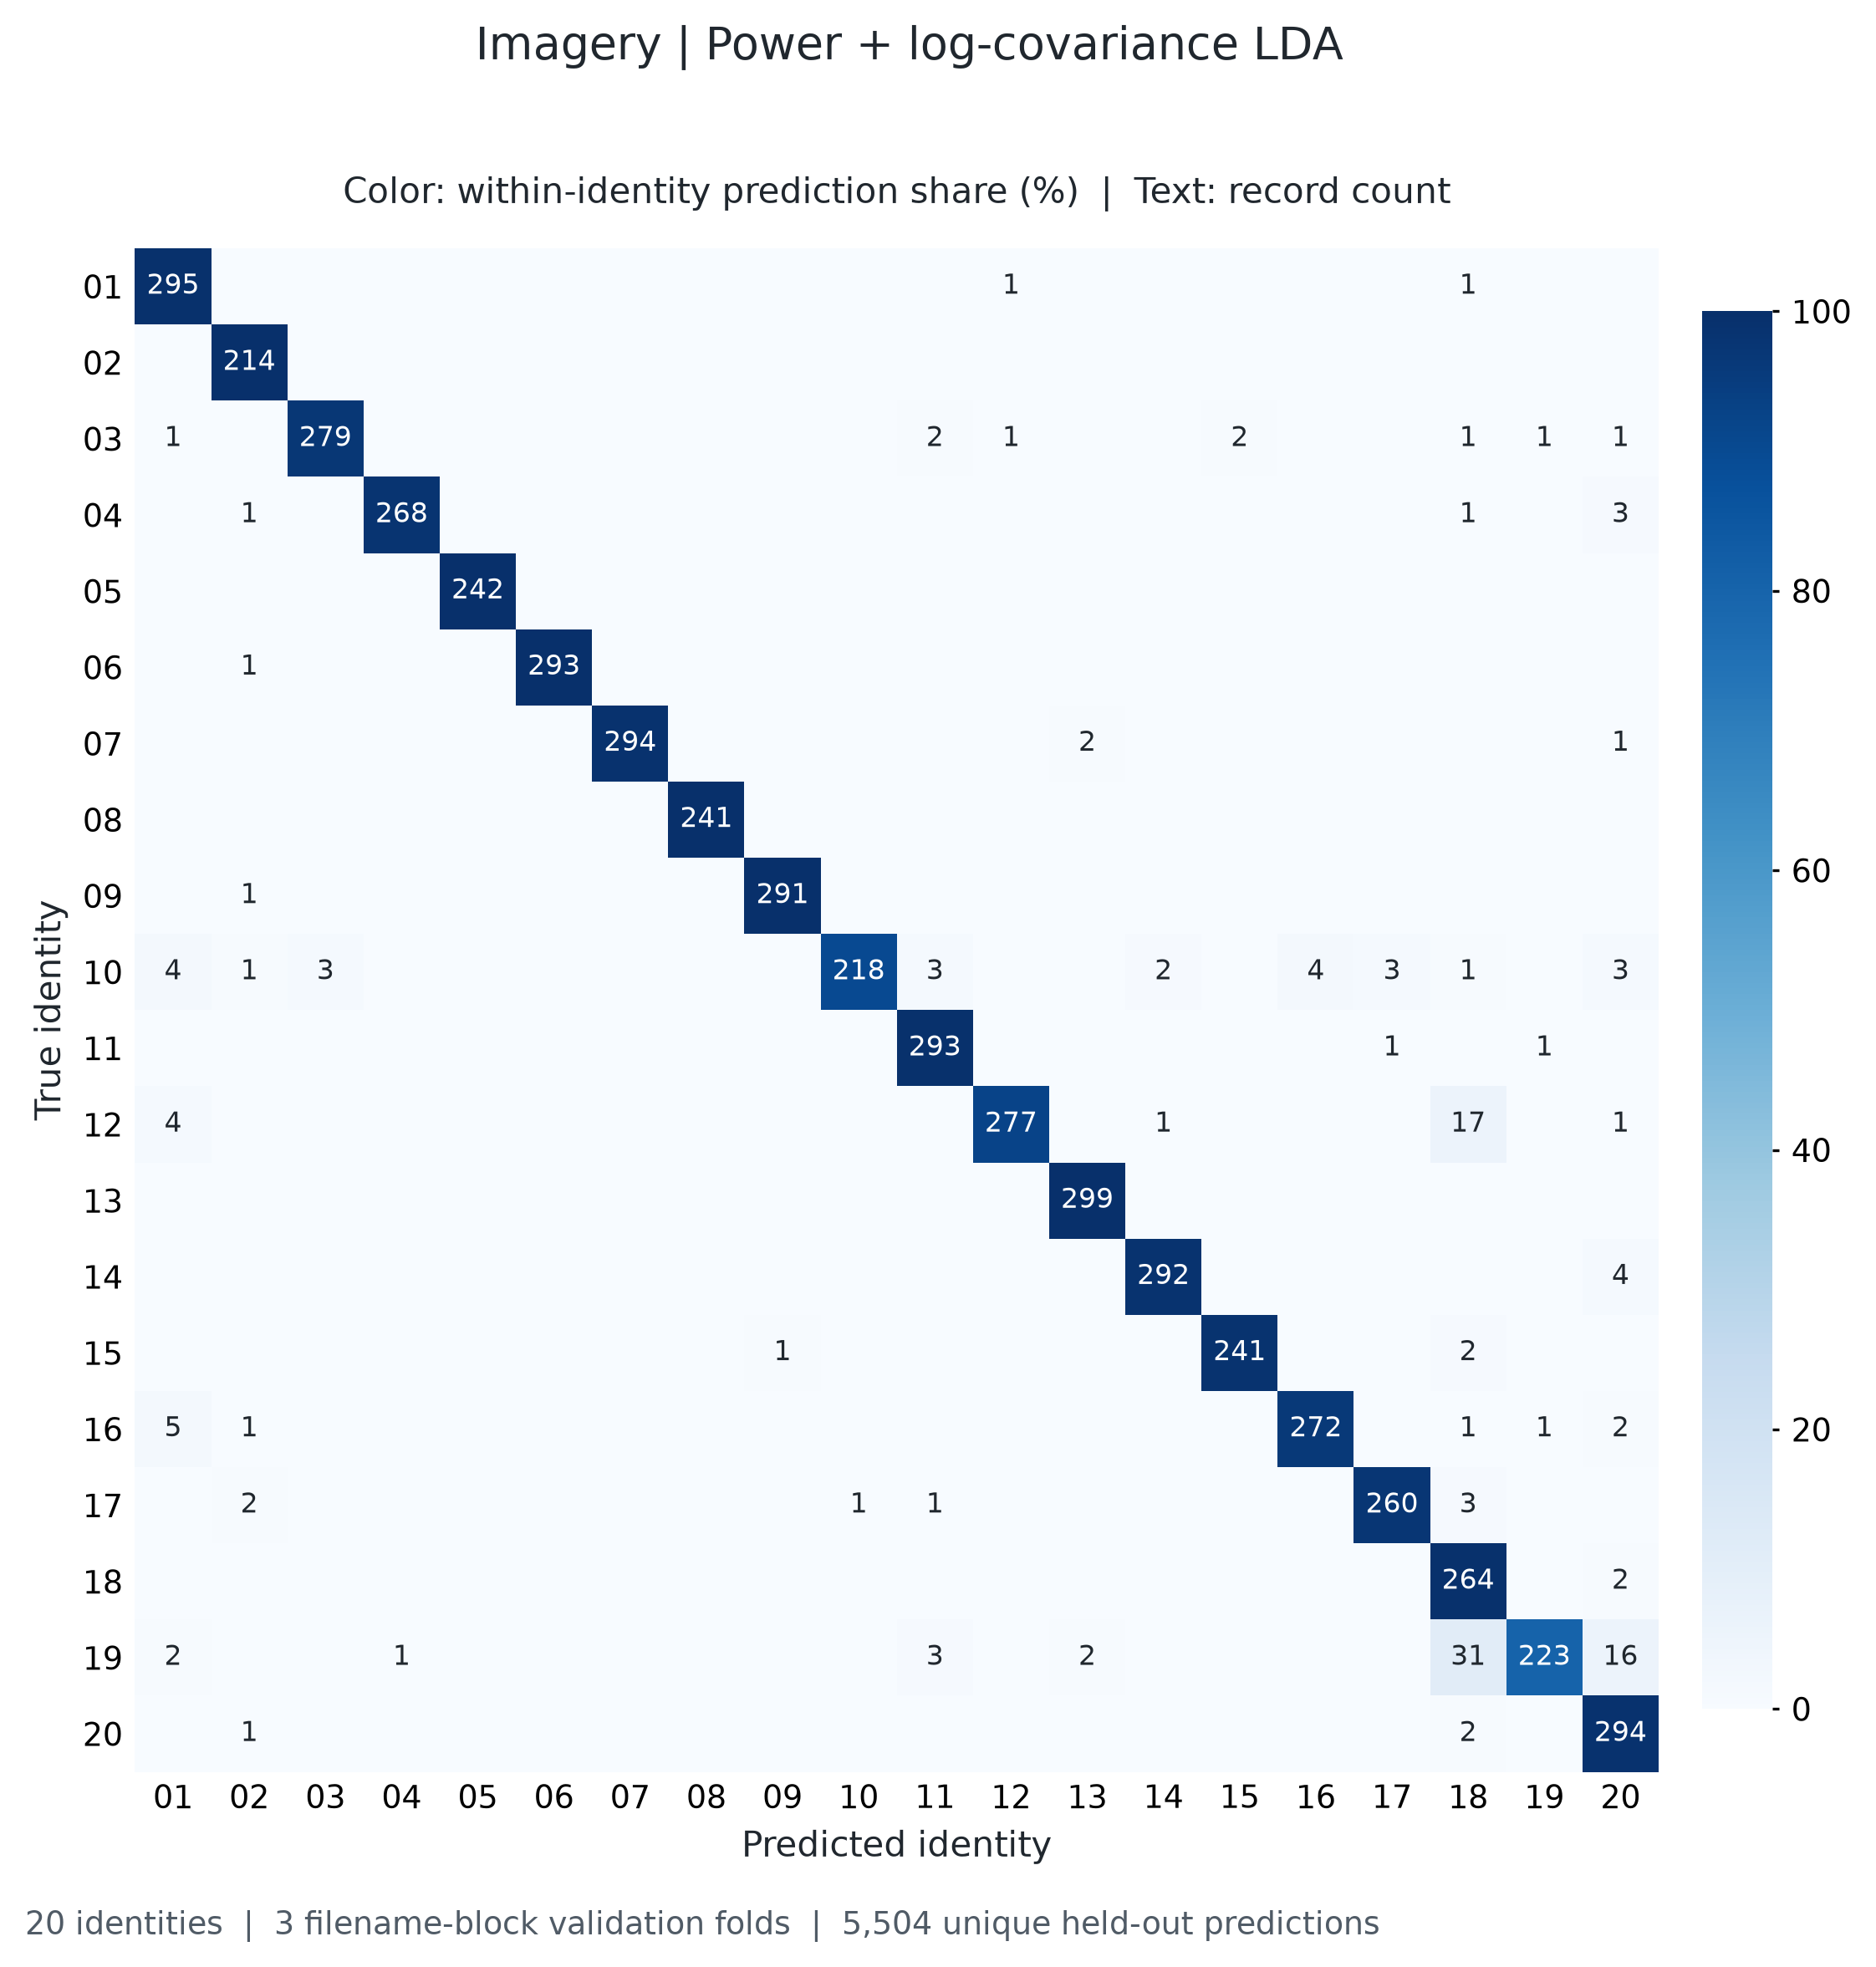 Imagery | Power + log-covariance LDA
Color: within-identity prediction share (%) | Text: record count
01 295 1 1
100
02 214
03 1 279 2 1 2 1 1 1
04 1 268 1 3
05 242
80
06 1 293
07 294 2 1
08 241
60
09 1 291
10 4 1 3 218 3 2 4 3 1 3
11 293 1 1
12 4 277 1 17 1
40
13 299
14 292 4
15 1 241 2
16 5 1 272 1 1 2
20
17 2 1 1 260 3
18 264 2
19 2 1 3 2 31 223 16
0
20 1 2 294
True identity
01 02 03 04 05 06 07 08 09 10 11 12 13 14 15 16 17 18 19 20
Predicted identity
20 identities | 3 filename-block validation folds | 5,504 unique held-out predictions